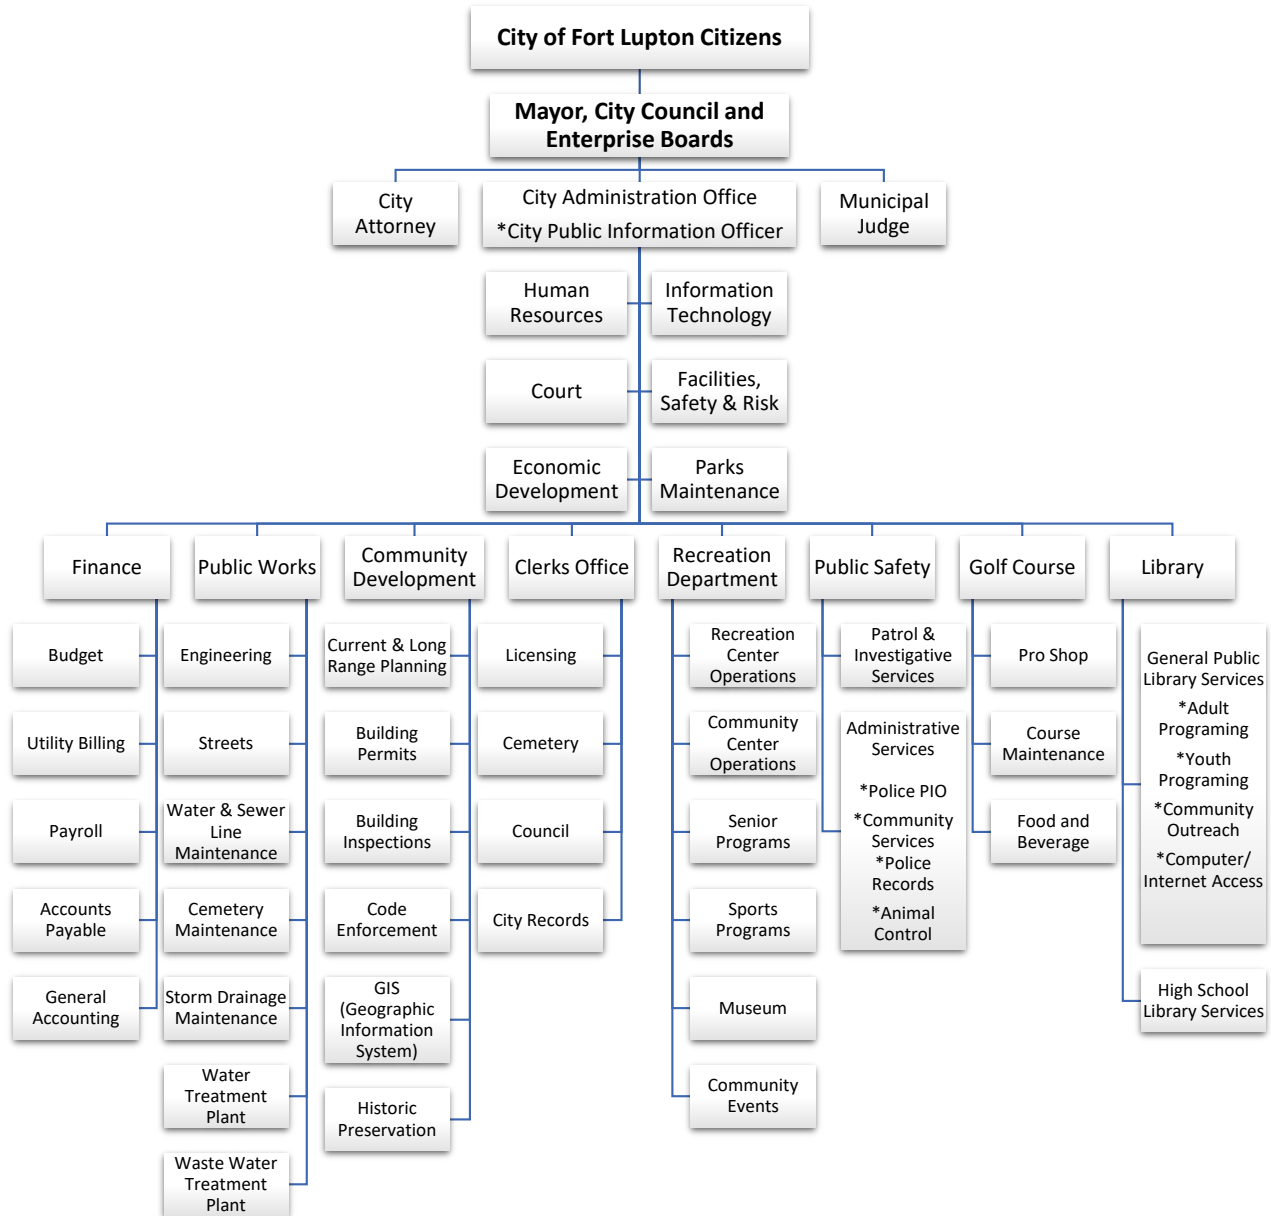 City of Fort Lupton Citizens
Mayor, City Council and
Enterprise Boards
City
Attorney
City Administration Office
*City Public Information Officer
Municipal
Judge
Human
Resources
Information
Technology
Court
Facilities,
Safety & Risk
Economic
Development
Parks
Maintenance
Finance
Public Works
Community
Development
Clerks Office
Recreation
Department
Public Safety
Golf Course
Library
Budget
Utility Billing
Payroll
Accounts
Payable
General
Accounting
Engineering
Streets
Water & Sewer
Line
Maintenance
Cemetery
Maintenance
Storm Drainage
Maintenance
Water
Treatment
Plant
Waste Water
Treatment
Plant
Current & Long
Range Planning
Building
Permits
Building
Inspections
Code
Enforcement
GIS
(Geographic
Information
System)
Historic
Preservation
Licensing
Cemetery
Council
City Records
Recreation
Center
Operations
Community
Center
Operations
Senior
Programs
Sports
Programs
Museum
Community
Events
Patrol &
Investigative
Services
Administrative
Services
*Police PIO
*Community
Services
*Police
Records
*Animal
Control
Pro Shop
Course
Maintenance
Food and
Beverage
General Public
Library Services
*Adult
Programing
*Youth
Programing
*Community
Outreach
*Computer/
Internet Access
High School
Library Services